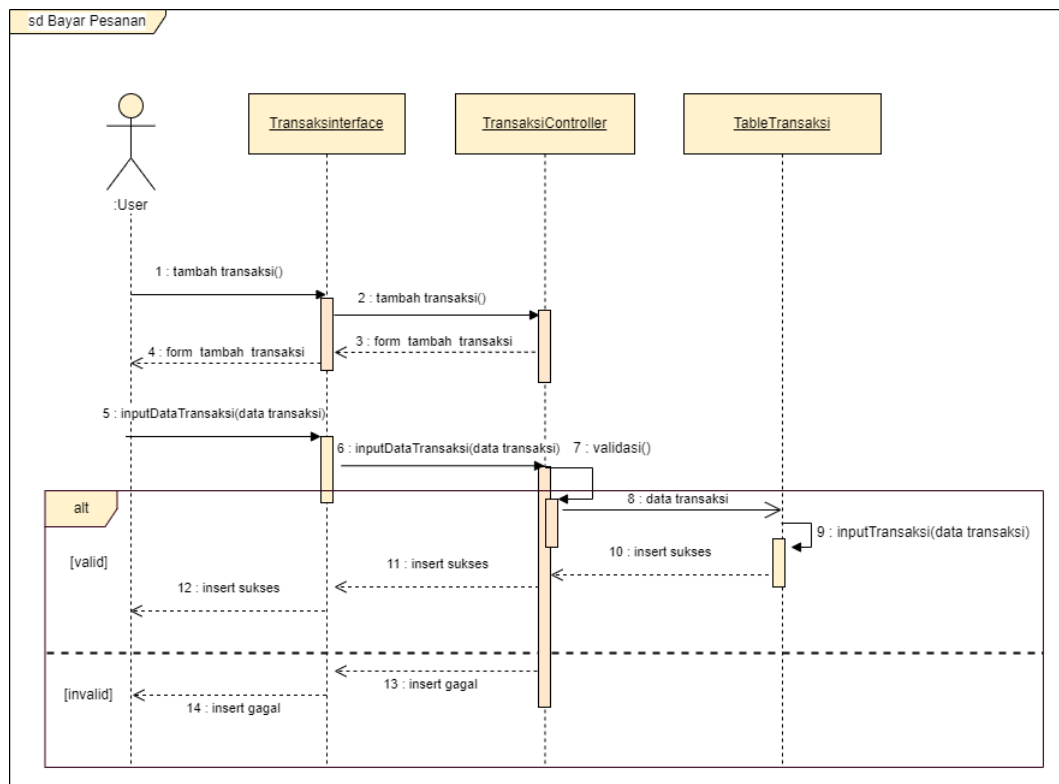 sd Bayar Pesanan
Transaksinterface
TransaksiController
TableTransaksi
:User
1 : tambah transaksi()
2 : tambah transaksi()
3 : form tambah transaksi
4 : form tambah transaksi
5 : inputDataTransaksi(data transaksi)
6 : inputDataTransaksi(data transaksi)
7 : validasi()
alt
8 : data transaksi
9 : inputTransaksi(data transaksi)
[valid]
10 : insert sukses
11 : insert sukses
12 : insert sukses
13 : insert gagal
[invalid]
14 : insert gagal